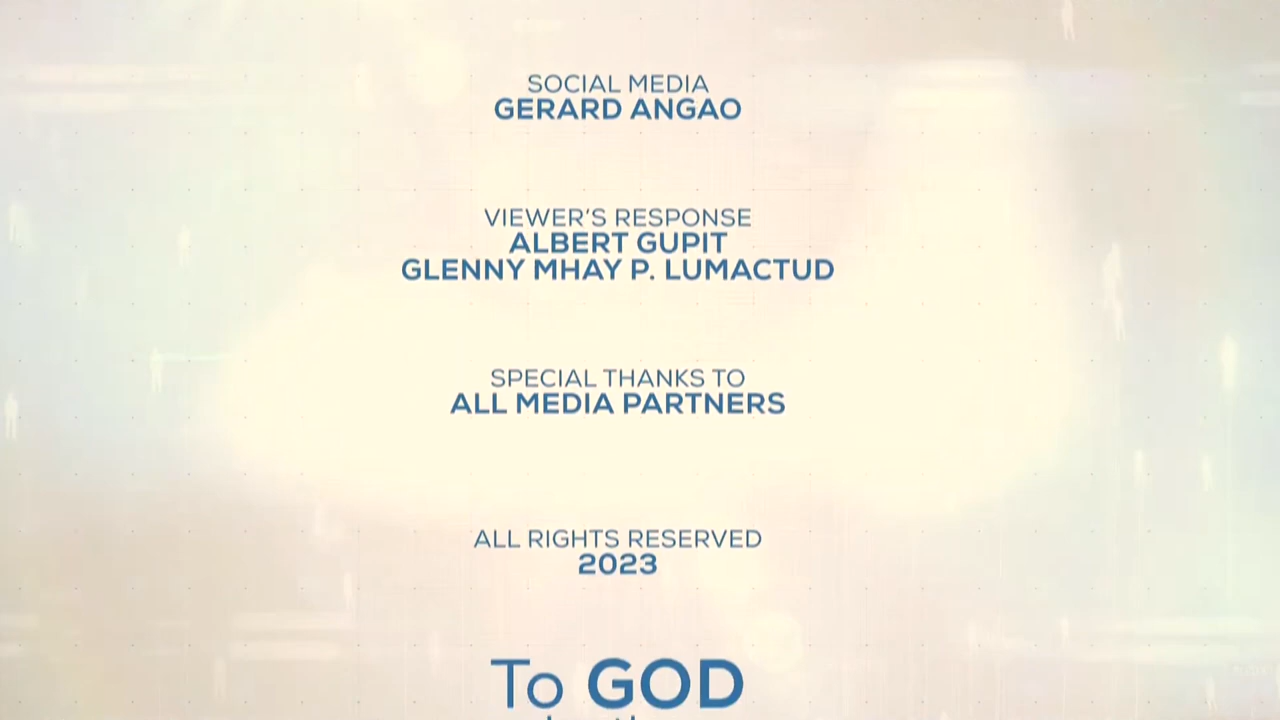 SOCIAL MEDIA
GERARD ANGAO
VIEWER'S RESPONSE
ALBERT GUPIT
GLENNY MHAY P. LUMACTUD
SPECIAL THANKS TO
ALL MEDIA PARTNERS
ALL RIGHTS RESERVED
2023
To GOD